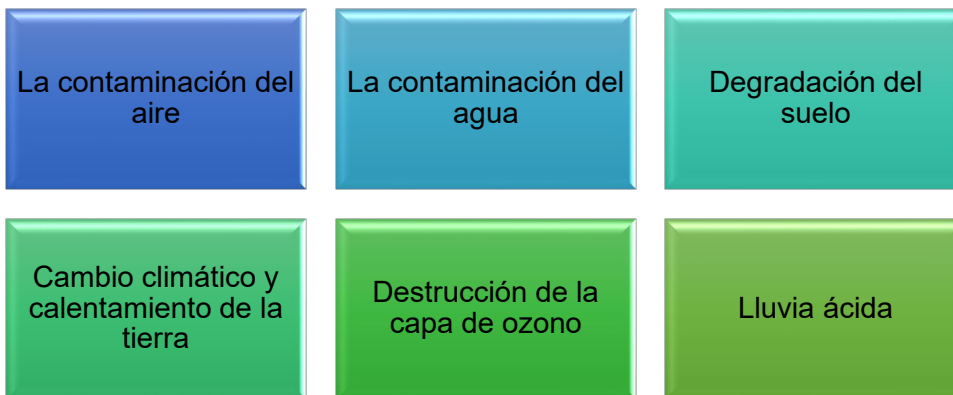 La contaminación del
aire
La contaminación del
agua
Degradación del
suelo
Cambio climático y
calentamiento de la
tierra
Destrucción de la
capa de ozono
Lluvia ácida